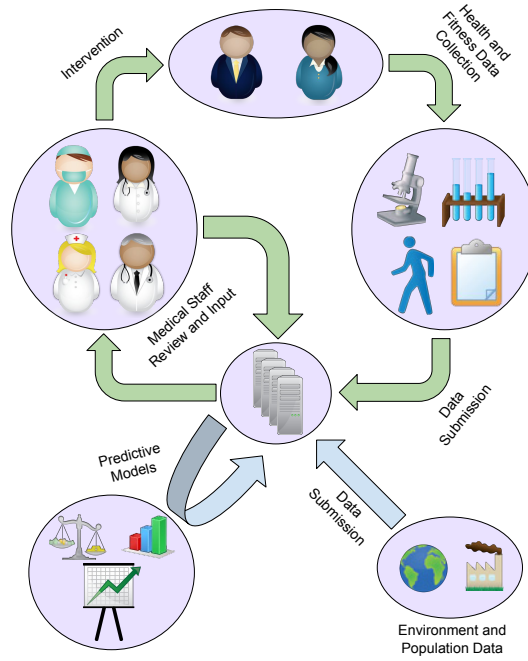 Intervention
Health and
Fitness Data
Collection
Medical Staff
Review and Input
Data
Submission
Predictive
Models
Data
Submission
Environment and
Population Data